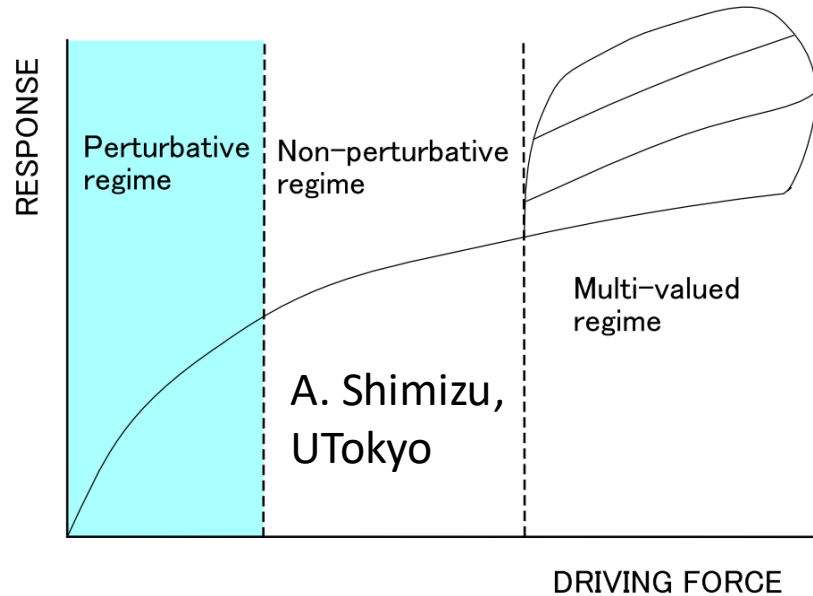 RESPONSE
Perturbative
regime
Non-perturbative
regime
Multi-valued
regime
A. Shimizu,
UTokyo
DRIVING FORCE